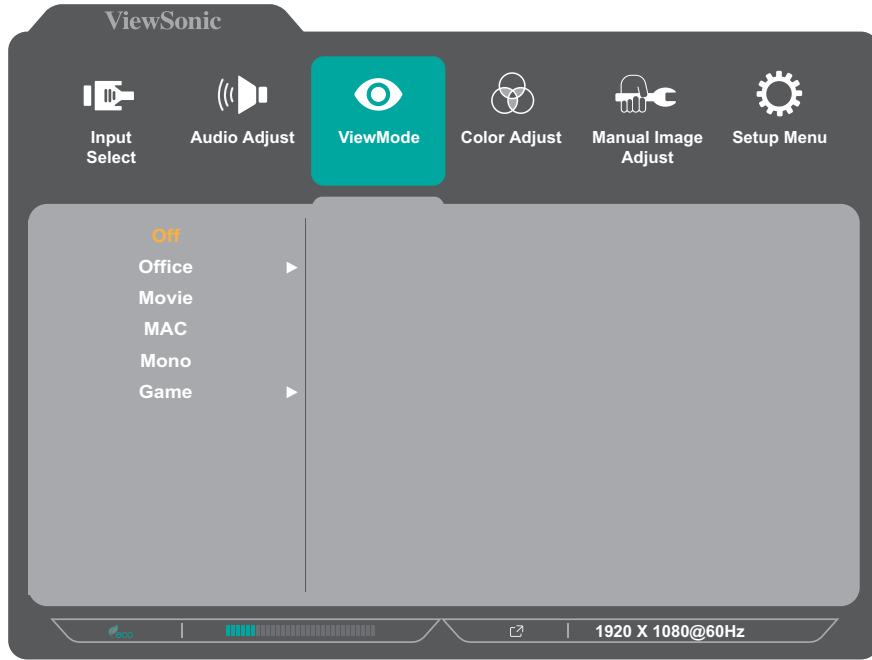 ViewSonic
Input
Select
Audio Adjust
ViewMode
Color Adjust
Manual Image
Adjust
Setup Menu
Off
Office
Movie
MAC
Mono
Game
eco
1920 X 1080@60Hz